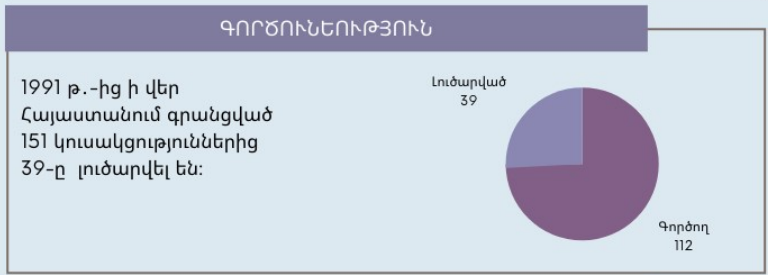 ԳՈՐԾՈՒՆԵՈՒԹՅՈՒՆ
1991 թ.-ից ի վեր
Հայաստանում գրանցված
151 կուսակցություններից
39-ը լուծարվել են:
Լուծարված
39
Գործող
112